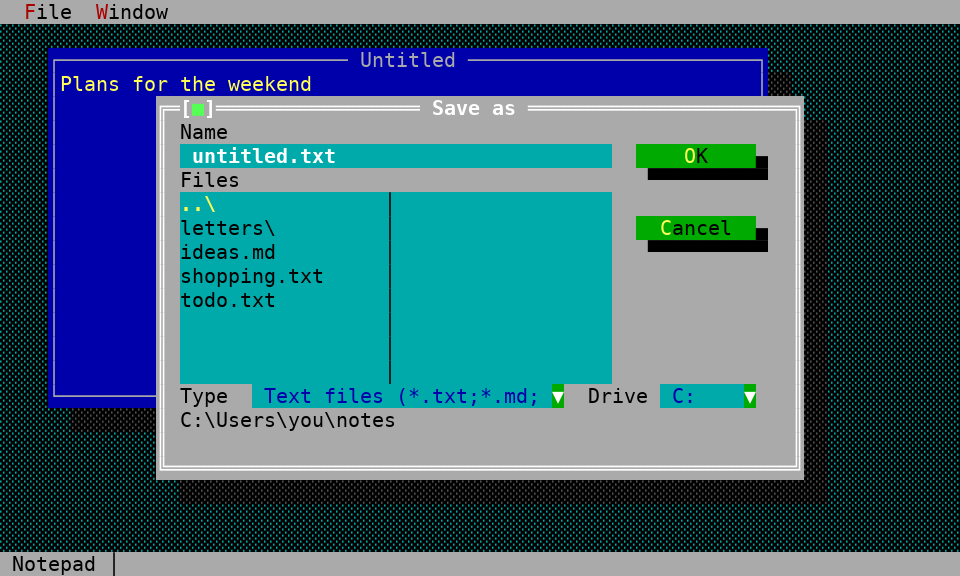 File  Window
Untitled
Plans for the weekend
[■] Save as
Name
untitled.txt
OK
Files
..\
letters\
Cancel
ideas.md
shopping.txt
todo.txt
Type  Text files (*.txt;*.md; ▼  Drive  C: ▼
C:\Users\you\notes
Notepad